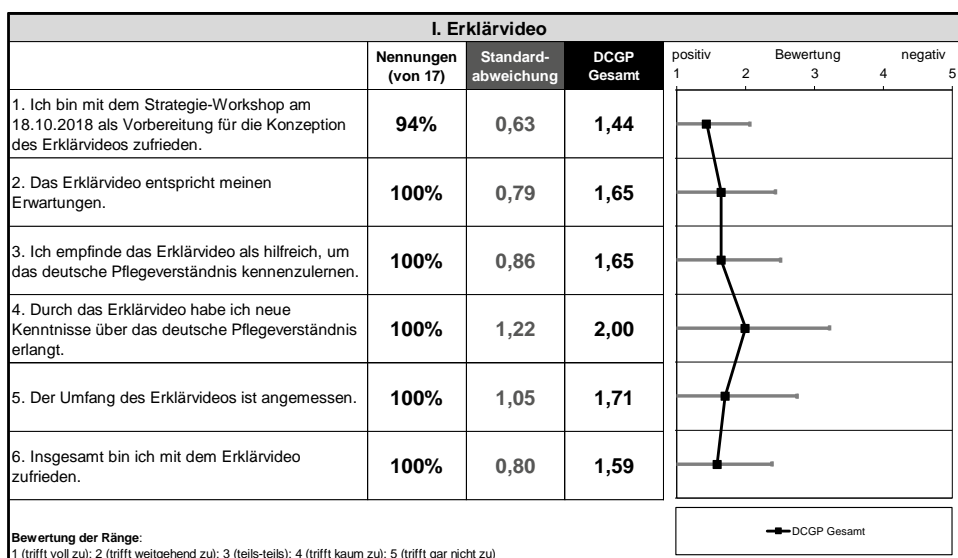 I. Erklärvideo
Nennungen (von 17) Standard-abweichung DCGP Gesamt positiv Bewertung negativ
1 2 3 4 5
1. Ich bin mit dem Strategie-Workshop am
18.10.2018 als Vorbereitung für die Konzeption
des Erklärvideos zufrieden.
94% 0,63 1,44
2. Das Erklärvideo entspricht meinen
Erwartungen.
100% 0,79 1,65
3. Ich empfinde das Erklärvideo als hilfreich, um
das deutsche Pflegeverständnis kennenzulernen.
100% 0,86 1,65
4. Durch das Erklärvideo habe ich neue
Kenntnisse über das deutsche Pflegeverständnis
erlangt.
100% 1,22 2,00
5. Der Umfang des Erklärvideos ist angemessen.
100% 1,05 1,71
6. Insgesamt bin ich mit dem Erklärvideo
zufrieden.
100% 0,80 1,59
Bewertung der Ränge:
1 (trifft voll zu); 2 (trifft weitgehend zu); 3 (teils-teils); 4 (trifft kaum zu); 5 (trifft gar nicht zu)
DCGP Gesamt